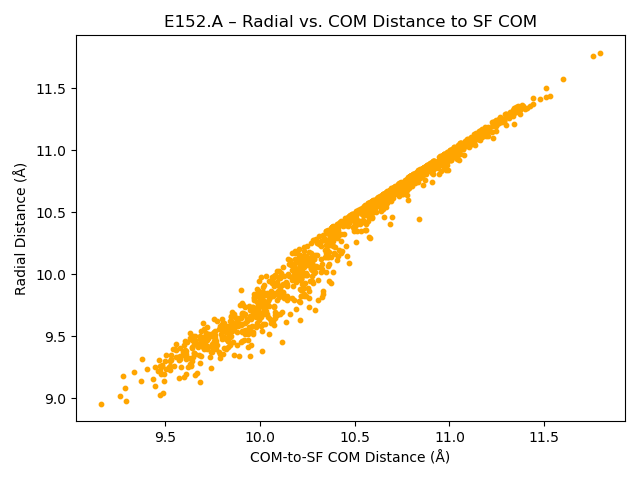 E152.A – Radial vs. COM Distance to SF COM
Radial Distance (Å)
11.5
11.0
10.5
10.0
9.5
9.0
9.5 10.0 10.5 11.0 11.5
COM-to-SF COM Distance (Å)